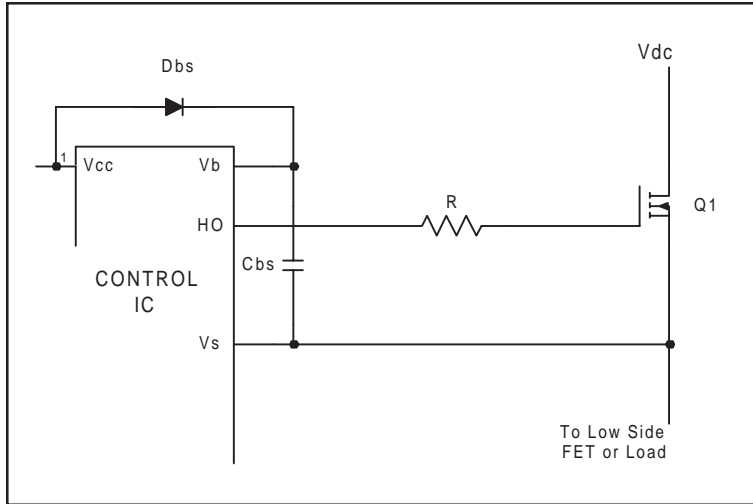 Dbs
Vdc
1
Vcc
Vb
R
Q1
HO
Cbs
CONTROL
IC
Vs
To Low Side
FET or Load